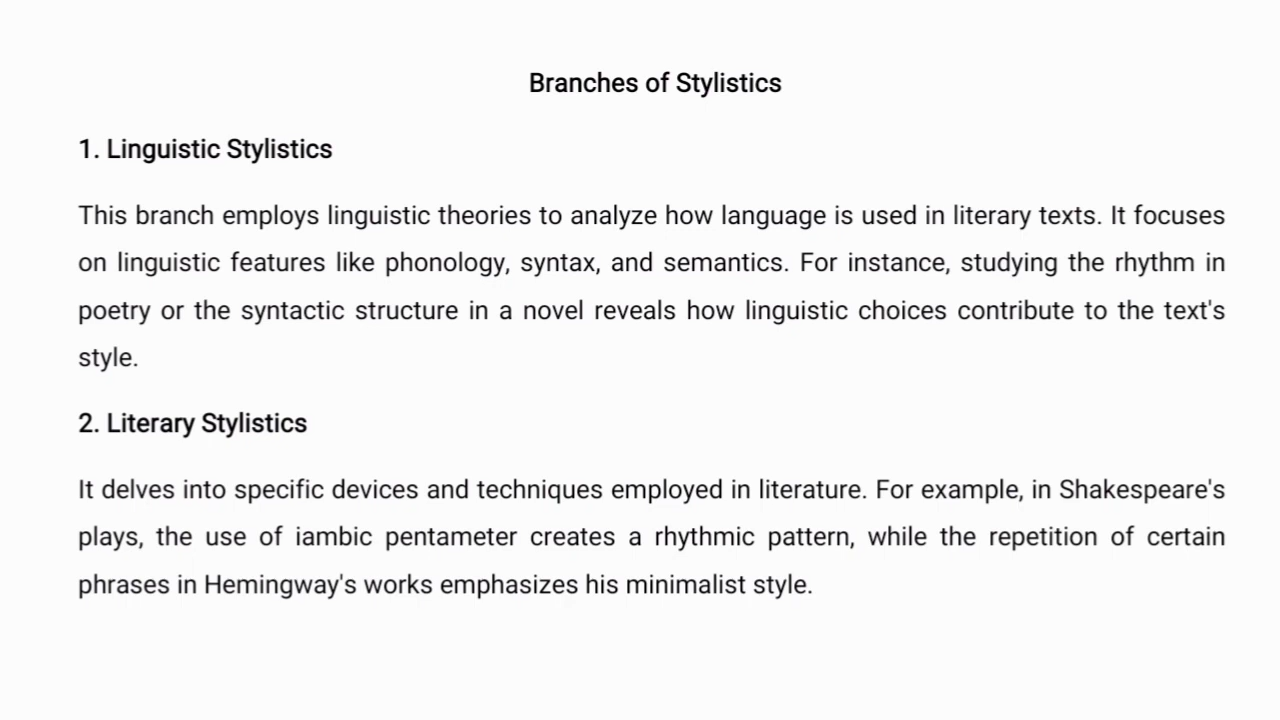 Branches of Stylistics
1. Linguistic Stylistics
This branch employs linguistic theories to analyze how language is used in literary texts. It focuses
on linguistic features like phonology, syntax, and semantics. For instance, studying the rhythm in
poetry or the syntactic structure in a novel reveals how linguistic choices contribute to the text's
style.
2. Literary Stylistics
It delves into specific devices and techniques employed in literature. For example, in Shakespeare's
plays, the use of iambic pentameter creates a rhythmic pattern, while the repetition of certain
phrases in Hemingway's works emphasizes his minimalist style.